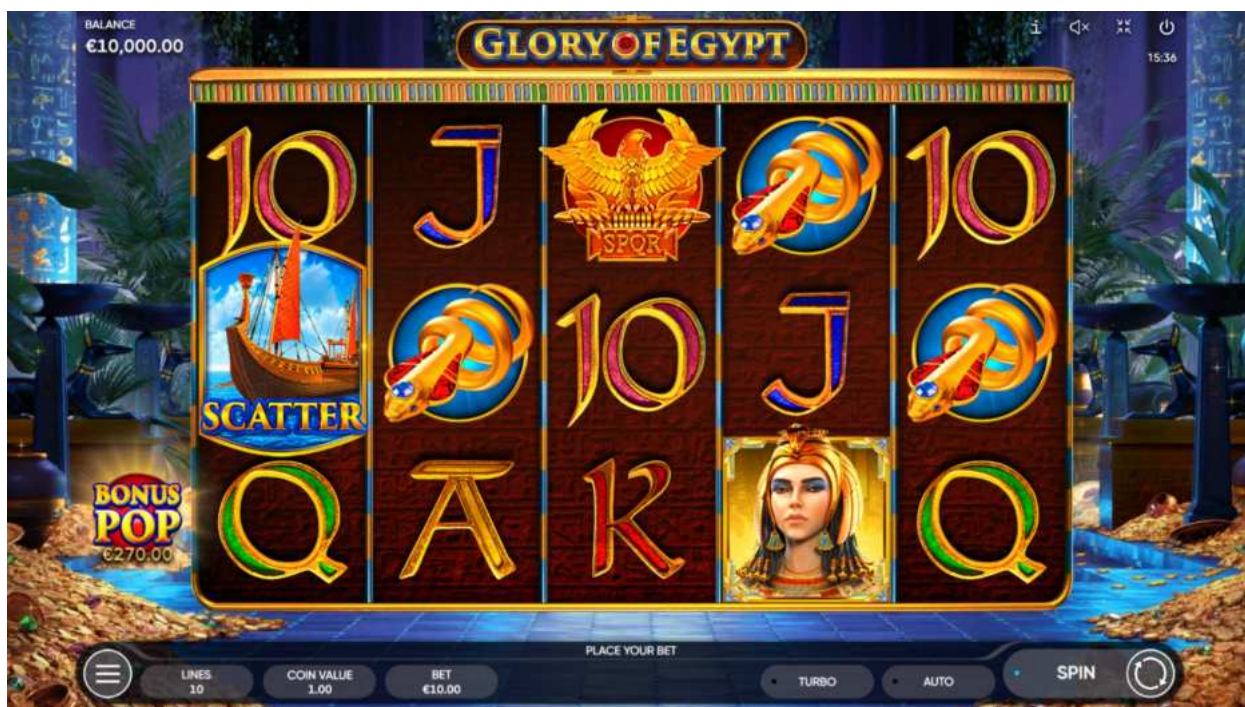 BALANCE
€10,000.00
GLORY OF EGYPT
15:36
10
J
SPQR
10
SCATTER
10
J
Q
A
K
Q
BONUS
POP
€270.00
PLACE YOUR BET
LINES
10
COIN VALUE
1.00
BET
€10.00
TURBO
AUTO
SPIN